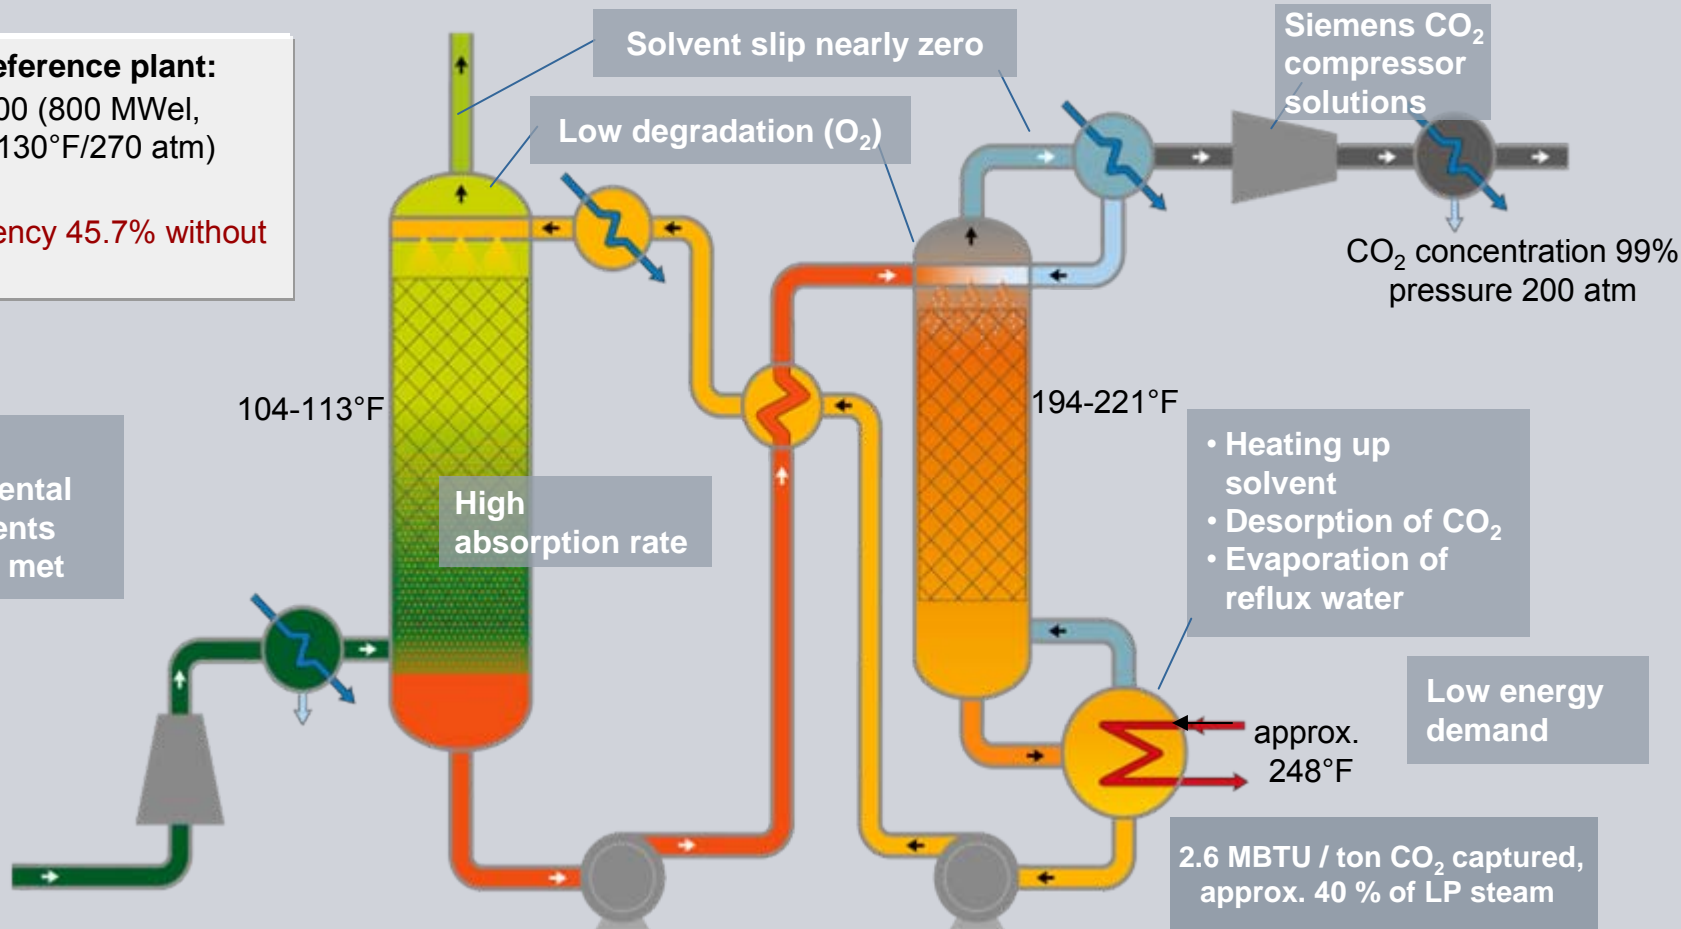 eference plant:
00 (800 MWel,
130°F/270 atm)
ency 45.7% without
Solvent slip nearly zero
Low degradation (O₂)
Siemens CO₂
compressor
solutions
CO₂ concentration 99%
pressure 200 atm
104-113°F
194-221°F
ental
ents
met
High
absorption rate
• Heating up
solvent
• Desorption of CO₂
• Evaporation of
reflux water
Low energy
demand
approx.
248°F
2.6 MBTU / ton CO₂ captured,
approx. 40 % of LP steam